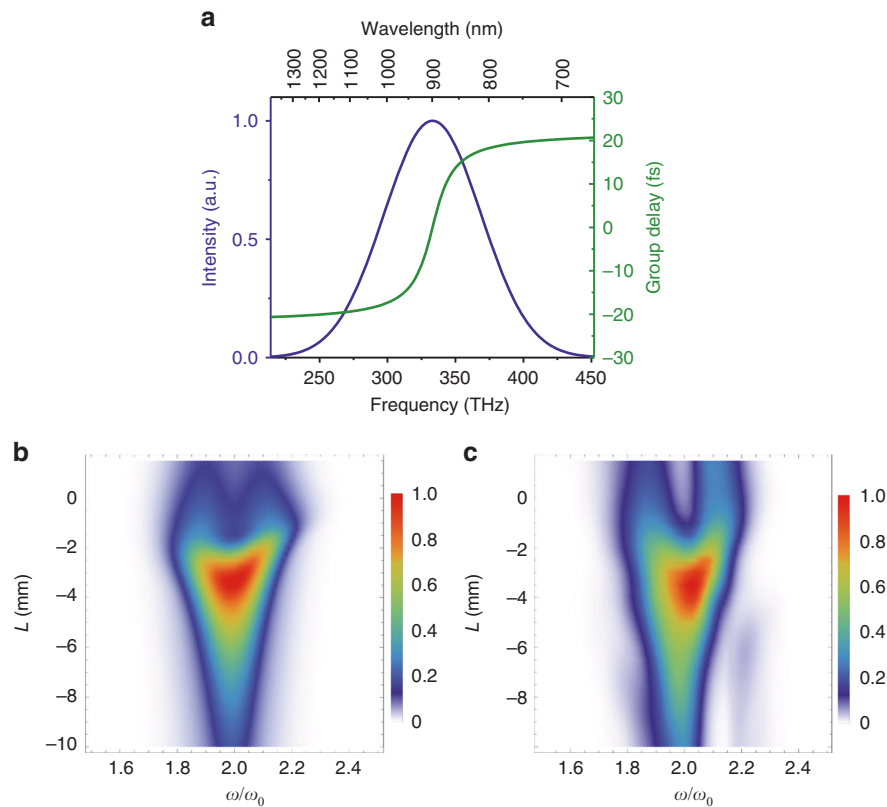 a
Wavelength (nm)
1300 1200 1100 1000 900 800 700
1.0
0.5
0.0
Intensity (a.u.)
30
20
10
0
−10
−20
−30
Group delay (fs)
250 300 350 400 450
Frequency (THz)
b
0
−2
−4
−6
−8
−10
L (mm)
1.6 1.8 2.0 2.2 2.4
ω/ω0
1.0
0.8
0.6
0.4
0.2
0
c
0
−2
−4
−6
−8
L (mm)
1.6 1.8 2.0 2.2 2.4
ω/ω0
1.0
0.8
0.6
0.4
0.2
0